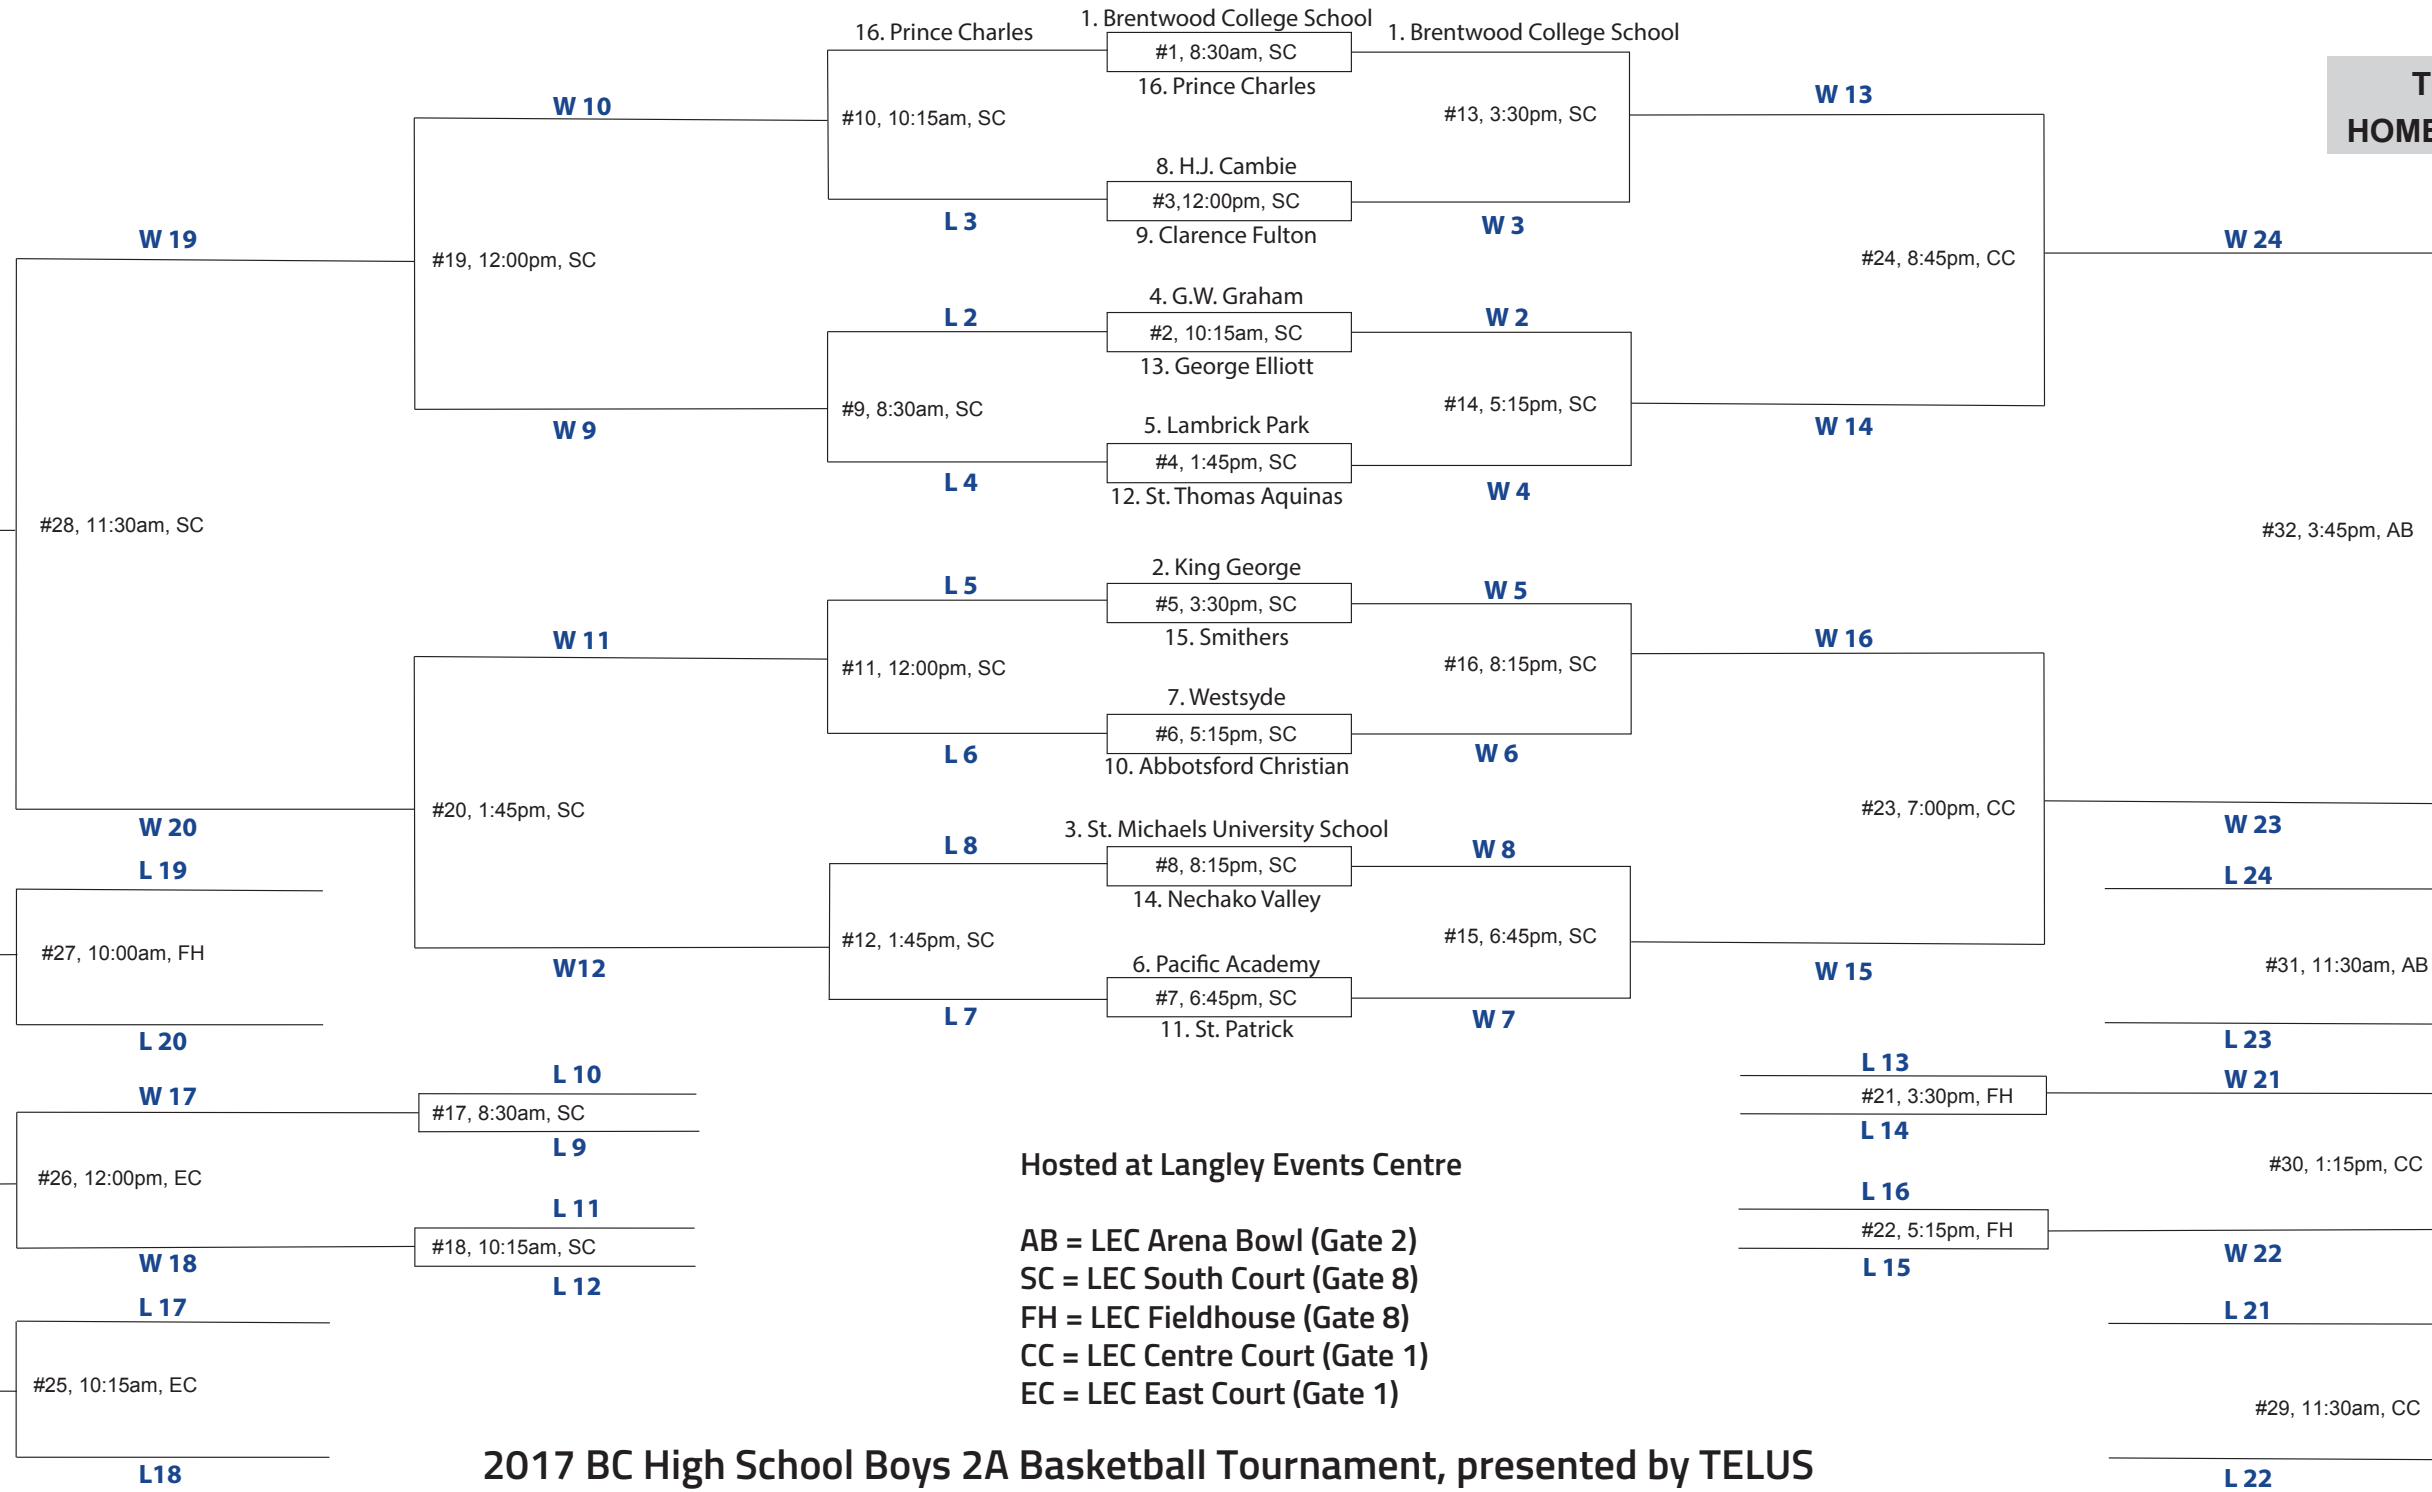 1. Brentwood College School
16. Prince Charles
1. Brentwood College School
#1, 8:30am, SC
16. Prince Charles
T
HOME
W 10
W 13
#10, 10:15am, SC
#13, 3:30pm, SC
8. H.J. Cambie
#3,12:00pm, SC
9. Clarence Fulton
L 3
W 3
W 19
W 24
#19, 12:00pm, SC
#24, 8:45pm, CC
4. G.W. Graham
L 2
#2, 10:15am, SC
W 2
13. George Elliott
#9, 8:30am, SC
#14, 5:15pm, SC
W 9
5. Lambrick Park
W 14
#4, 1:45pm, SC
L 4
12. St. Thomas Aquinas
W 4
#28, 11:30am, SC
#32, 3:45pm, AB
2. King George
L 5
#5, 3:30pm, SC
W 5
15. Smithers
W 11
W 16
#11, 12:00pm, SC
#16, 8:15pm, SC
7. Westsyde
#6, 5:15pm, SC
L 6
10. Abbotsford Christian
W 6
#20, 1:45pm, SC
#23, 7:00pm, CC
W 20
W 23
3. St. Michaels University School
L 8
#8, 8:15pm, SC
W 8
14. Nechako Valley
L 19
L 24
#12, 1:45pm, SC
#15, 6:45pm, SC
#27, 10:00am, FH
W12
6. Pacific Academy
W 15
#31, 11:30am, AB
#7, 6:45pm, SC
L 7
11. St. Patrick
W 7
L 20
L 23
L 10
L 13
W 17
#17, 8:30am, SC
#21, 3:30pm, FH
W 21
L 9
L 14
#26, 12:00pm, EC
#30, 1:15pm, CC
L 11
L 16
#18, 10:15am, SC
#22, 5:15pm, FH
W 18
W 22
L 12
L 15
L 17
L 21
#25, 10:15am, EC
#29, 11:30am, CC
L18
L 22
Hosted at Langley Events Centre
AB = LEC Arena Bowl (Gate 2)
SC = LEC South Court (Gate 8)
FH = LEC Fieldhouse (Gate 8)
CC = LEC Centre Court (Gate 1)
EC = LEC East Court (Gate 1)
2017 BC High School Boys 2A Basketball Tournament, presented by TELUS